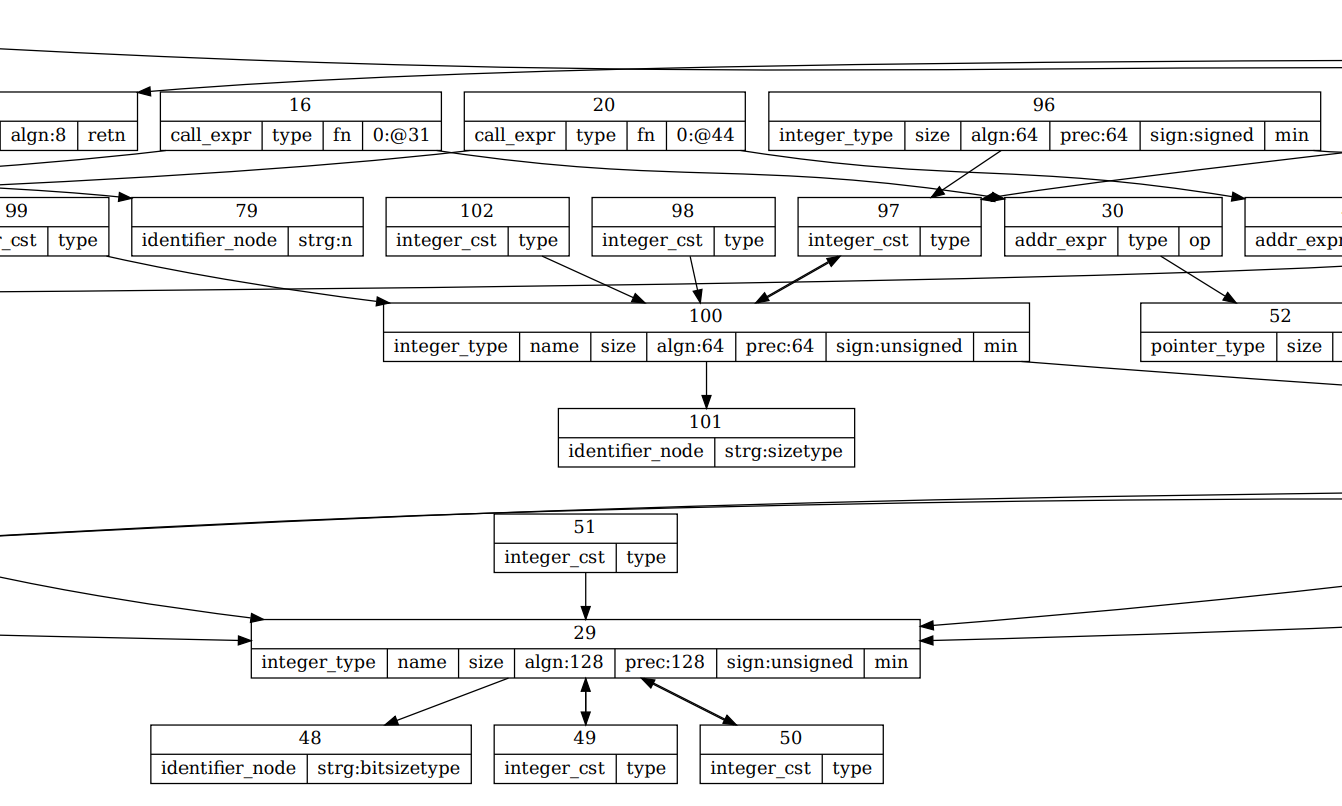 16 20 96
algn:8 retn call_expr type fn 0:@31 call_expr type fn 0:@44 integer_type size algn:64 prec:64 sign:signed min
99 79 102 98 97 30
_cst type identifier_node strg:n integer_cst type integer_cst type integer_cst type addr_expr type op
100 52
integer_type name size algn:64 prec:64 sign:unsigned min pointer_type size
101
identifier_node strg:sizetype
51
integer_cst type
29
integer_type name size algn:128 prec:128 sign:unsigned min
48 49 50
identifier_node strg:bitsizetype integer_cst type integer_cst type